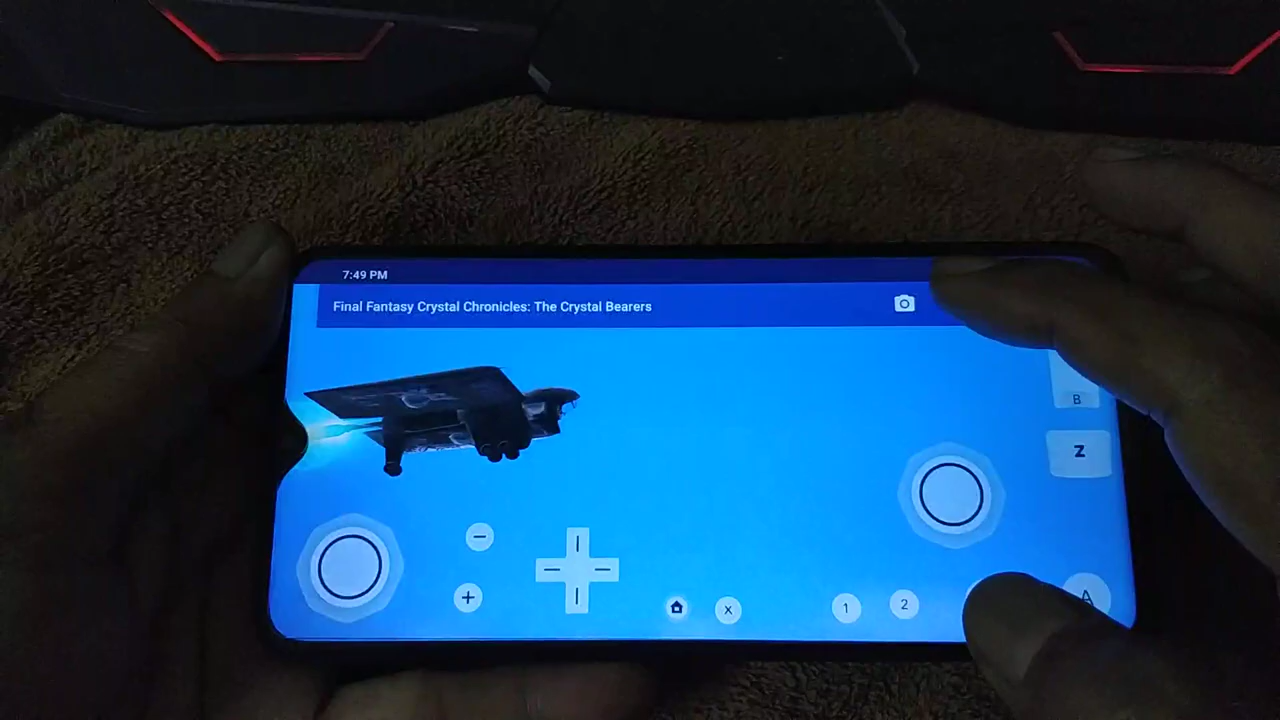 7:49 PM
Final Fantasy Crystal Chronicles: The Crystal Bearers
B
Z
X
1
2
A